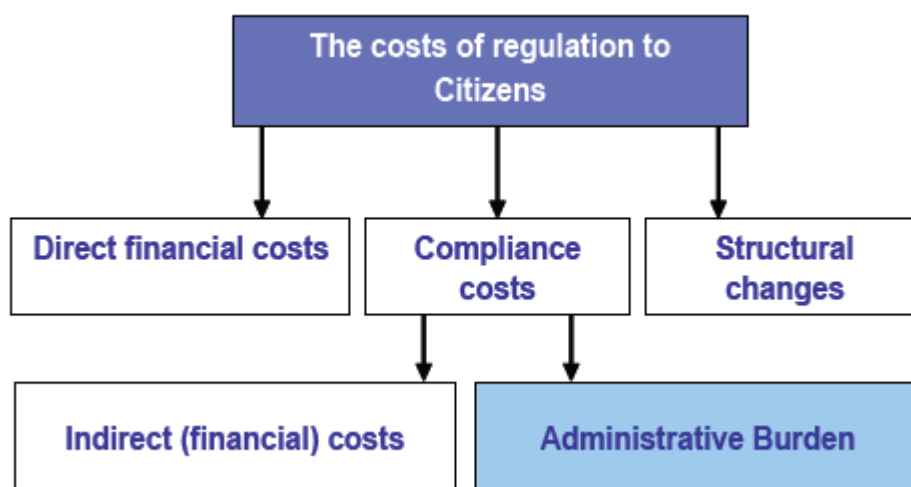 The costs of regulation to
Citizens
Direct financial costs
Compliance
costs
Structural
changes
Indirect (financial) costs
Administrative Burden